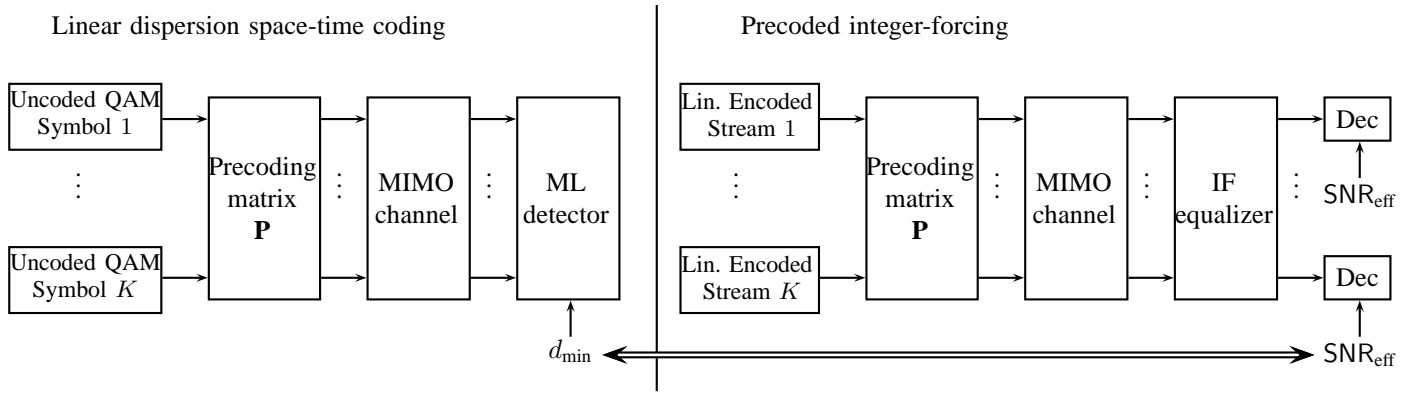 Linear dispersion space-time coding
Uncoded QAM
Symbol 1
⋮
Uncoded QAM
Symbol K
Precoding
matrix
P
⋮
MIMO
channel
⋮
ML
detector
d_min
Precoded integer-forcing
Lin. Encoded
Stream 1
⋮
Lin. Encoded
Stream K
Precoding
matrix
P
⋮
MIMO
channel
⋮
IF
equalizer
⋮
Dec
SNR_eff
Dec
SNR_eff